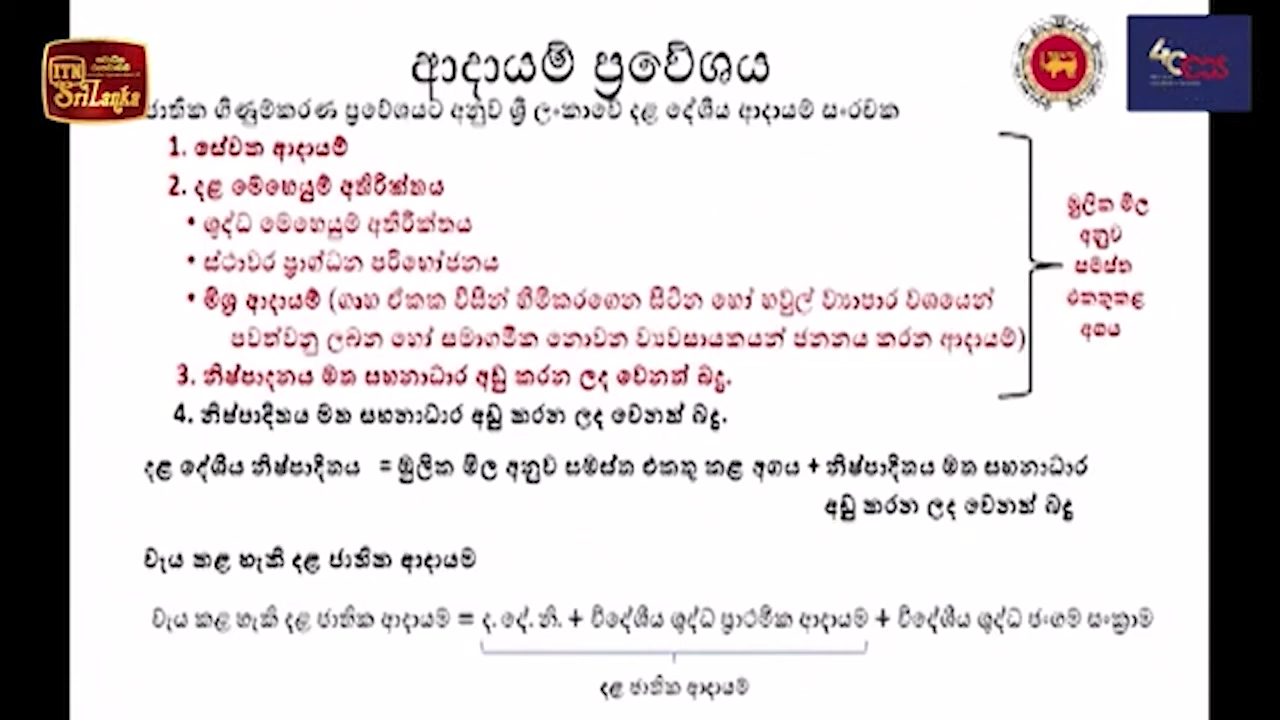 ITN
SriLanka
ආදායම් ප්‍රවේශය
ජාතික ගිණුම්කරණ ප්‍රවේශයට අනුව ශ්‍රී ලංකාවේ දළ දේශීය ආදායම් සංරචක
1. සේවක ආදායම්
2. දළ මෙහෙයුම් අතිරික්තය
• ශුද්ධ මෙහෙයුම් අතිරික්තය
• ස්ථාවර ප්‍රාග්ධන පරිභෝජනය
• මිශ්‍ර ආදායම් (ගෘහ ඒකක විසින් හිමිකරගෙන සිටින හෝ හවුල් ව්‍යාපාර වශයෙන්
පවත්වනු ලබන හෝ සමාගමික නොවන ව්‍යවසායකයන් ජනනය කරන ආදායම්)
3. නිෂ්පාදනය මත සහනාධාර අඩු කරන ලද වෙනත් බදු.
4. නිෂ්පාදිතය මත සහනාධාර අඩු කරන ලද වෙනත් බදු.
මූලික මිල
අනුව
සමස්ත
එකතුකළ
අගය
දළ දේශීය නිෂ්පාදිතය = මූලික මිල අනුව සමස්ත එකතු කළ අගය + නිෂ්පාදිතය මත සහනාධාර
අඩු කරන ලද වෙනත් බදු
වැය කළ හැකි දළ ජාතික ආදායම
වැය කළ හැකි දළ ජාතික ආදායම = ද. දේ. නි. + විදේශීය ශුද්ධ ප්‍රාථමික ආදායම + විදේශීය ශුද්ධ ජංගම සංක්‍රාම
දළ ජාතික ආදායම